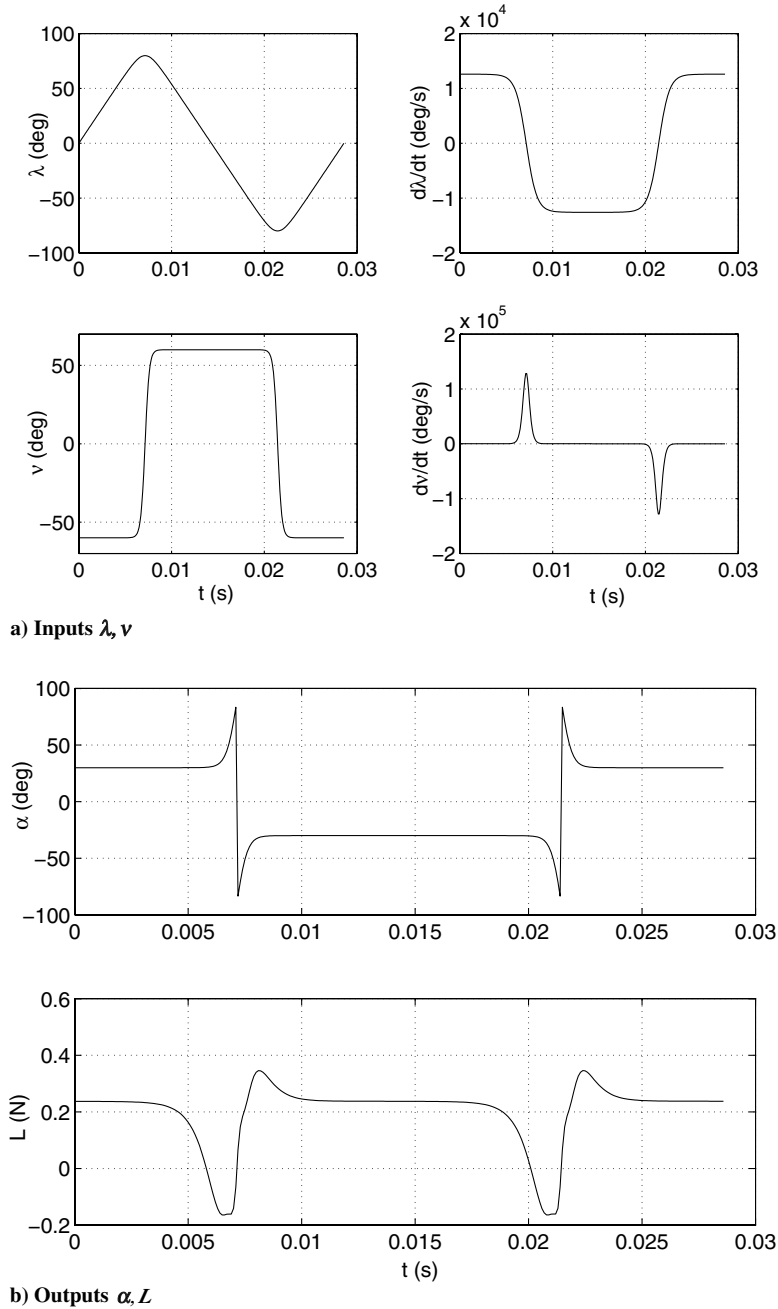 100
50
0
−50
−100
λ (deg)
0 0.01 0.02 0.03
x 10^4
2
1
0
−1
−2
dλ/dt (deg/s)
0 0.01 0.02 0.03
50
0
−50
ν (deg)
0 0.01 0.02 0.03
t (s)
x 10^5
2
1
0
−1
−2
dν/dt (deg/s)
0 0.01 0.02 0.03
t (s)
a) Inputs λ, ν
100
50
0
−50
−100
α (deg)
0 0.005 0.01 0.015 0.02 0.025 0.03
0.6
0.4
0.2
0
−0.2
L (N)
0 0.005 0.01 0.015 0.02 0.025 0.03
t (s)
b) Outputs α, L